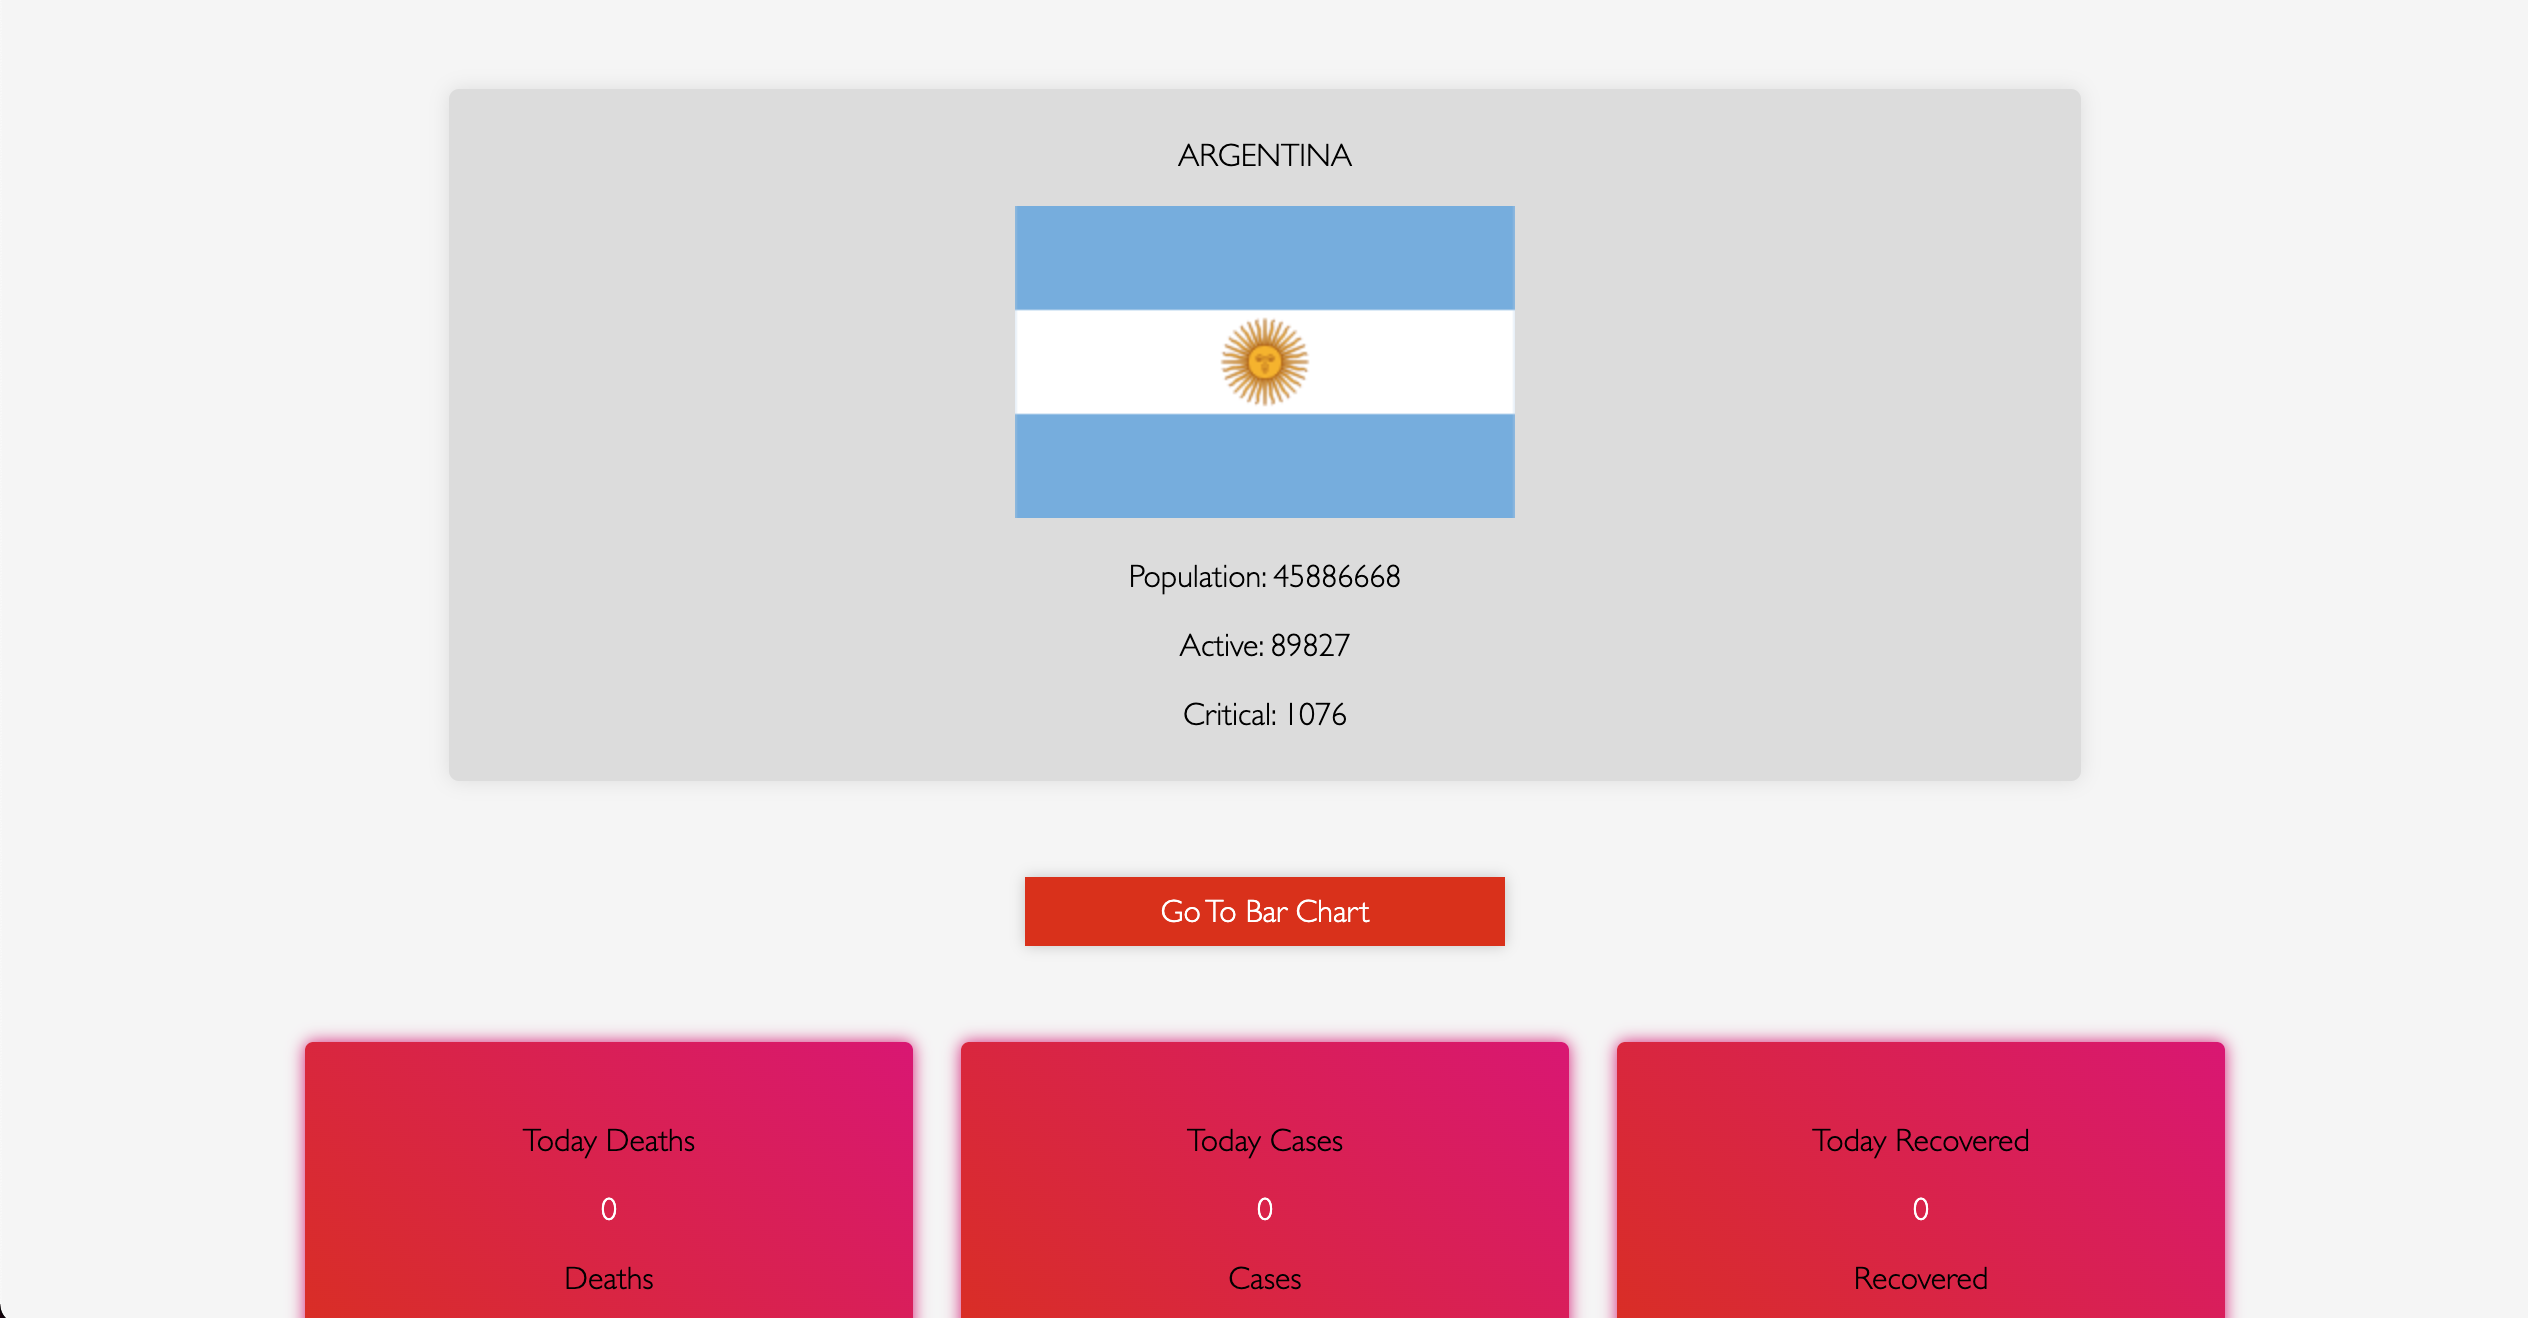 ARGENTINA
Population: 45886668
Active: 89827
Critical: 1076
Go To Bar Chart
Today Deaths
0
Deaths
Today Cases
0
Cases
Today Recovered
0
Recovered